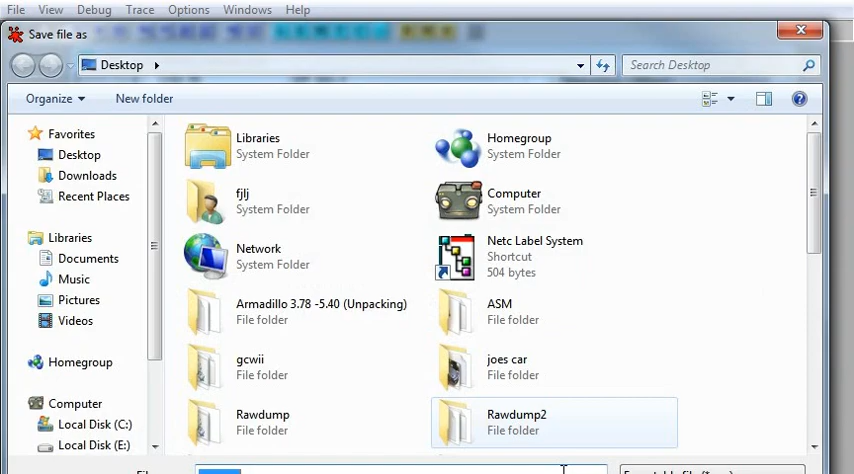 File View Debug Trace Options Windows Help
Save file as
Desktop
Search Desktop
Organize New folder
Favorites
Desktop
Downloads
Recent Places
Libraries
Documents
Music
Pictures
Videos
Homegroup
Computer
Local Disk (C:)
Local Disk (E:)
Libraries
System Folder
Homegroup
System Folder
fjlj
System Folder
Computer
System Folder
Network
System Folder
Netc Label System
Shortcut
504 bytes
Armadillo 3.78 -5.40 (Unpacking)
File folder
ASM
File folder
gcwii
File folder
joes car
File folder
Rawdump
File folder
Rawdump2
File folder